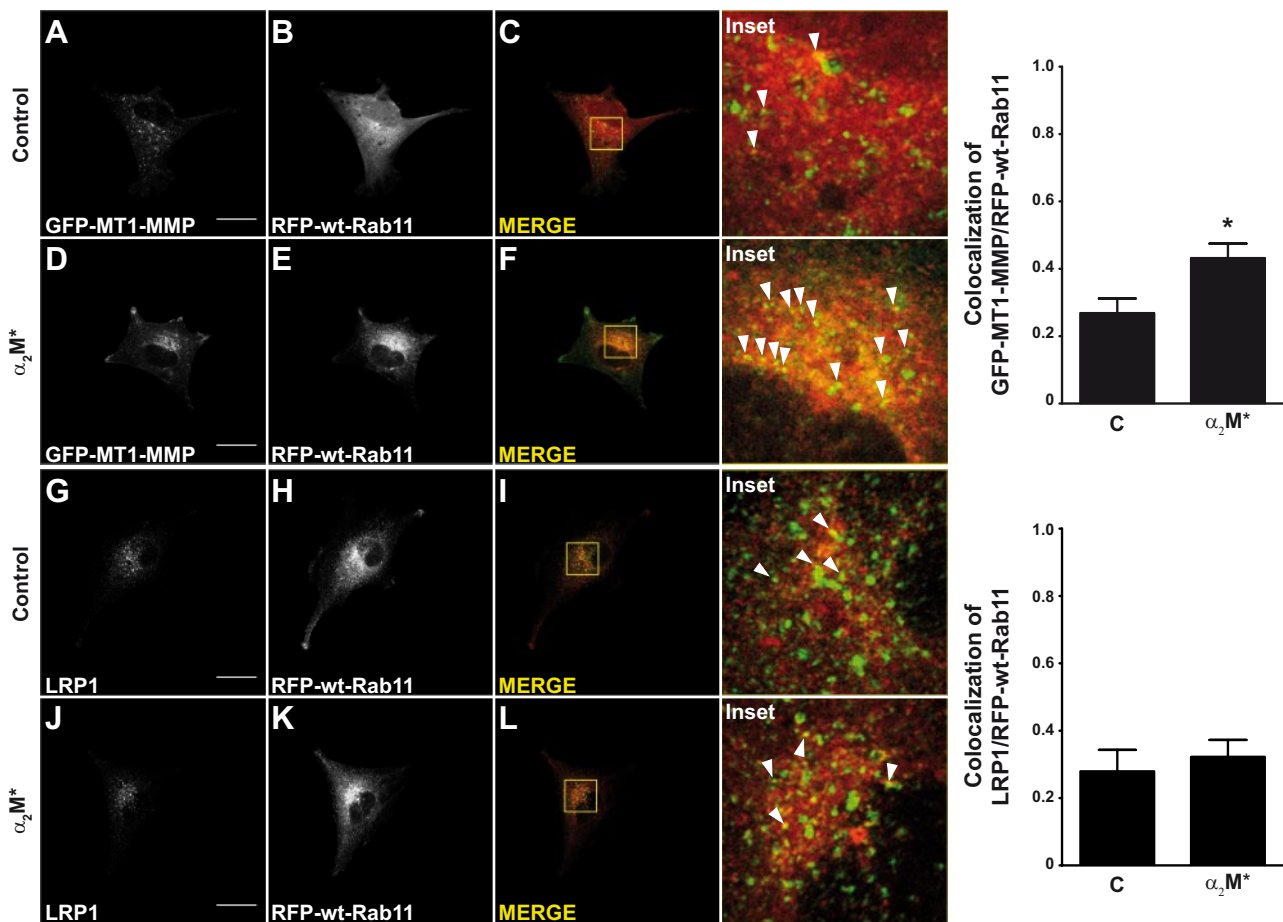 A
B
C
Inset
Control
GFP-MT1-MMP
RFP-wt-Rab11
MERGE
D
E
F
Inset
α₂M*
GFP-MT1-MMP
RFP-wt-Rab11
MERGE
G
H
I
Inset
Control
LRP1
RFP-wt-Rab11
MERGE
J
K
L
Inset
α₂M*
LRP1
RFP-wt-Rab11
MERGE
Colocalization of
GFP-MT1-MMP/RFP-wt-Rab11
1.0
0.8
0.6
0.4
0.2
0
*
C
α₂M*
Colocalization of
LRP1/RFP-wt-Rab11
1.0
0.8
0.6
0.4
0.2
0
C
α₂M*